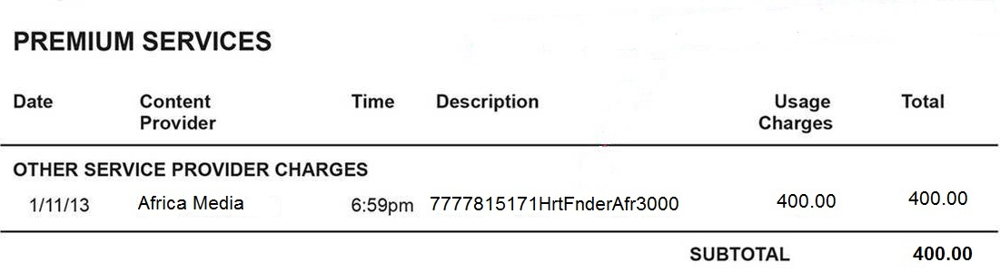 PREMIUM SERVICES
Date Content Provider Time Description Usage Charges Total
OTHER SERVICE PROVIDER CHARGES
1/11/13 Africa Media 6:59pm 7777815171HrtFnderAfr3000 400.00 400.00
SUBTOTAL 400.00